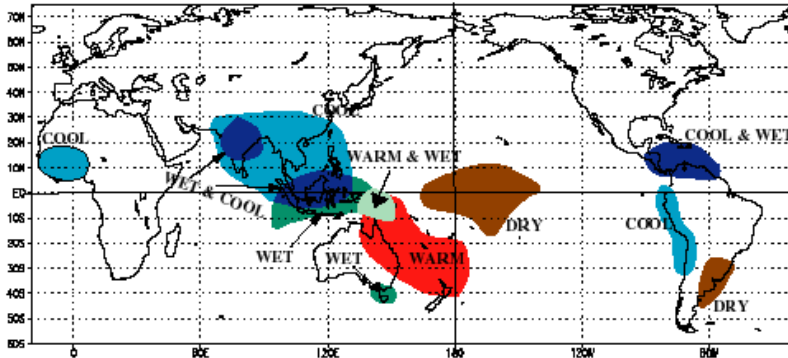 70N
60N
50N
40N
30N
20N
10N
EQ
10S
20S
30S
40S
50S
60S
COOL
COOL
WET & COOL
WARM & WET
WET
WET
WARM
DRY
COOL & WET
COOL
DRY
0
60E
120E
180
120W
60W